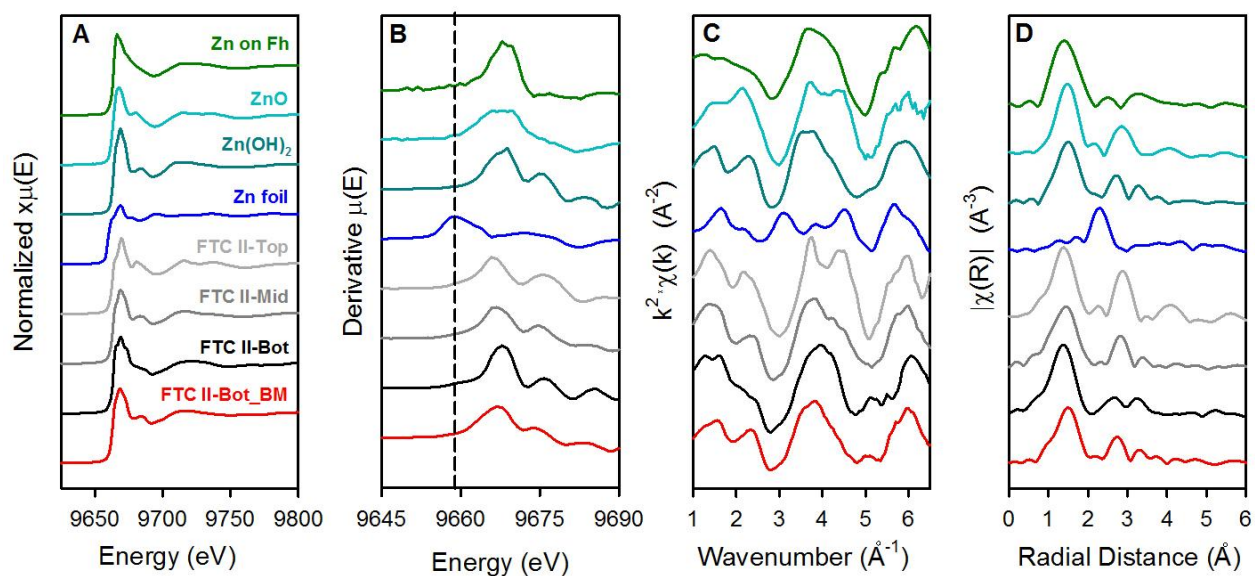 A
Zn on Fh
ZnO
Zn(OH)2
Zn foil
FTC II-Top
FTC II-Mid
FTC II-Bot
FTC II-Bot_BM
Normalized xμ(E)
9650 9700 9750 9800
Energy (eV)
B
Derivative μ(E)
9645 9660 9675 9690
Energy (eV)
C
k2*χ(k) (A-2)
1 2 3 4 5 6
Wavenumber (Å-1)
D
|χ(R)| (A-3)
0 1 2 3 4 5 6
Radial Distance (Å)